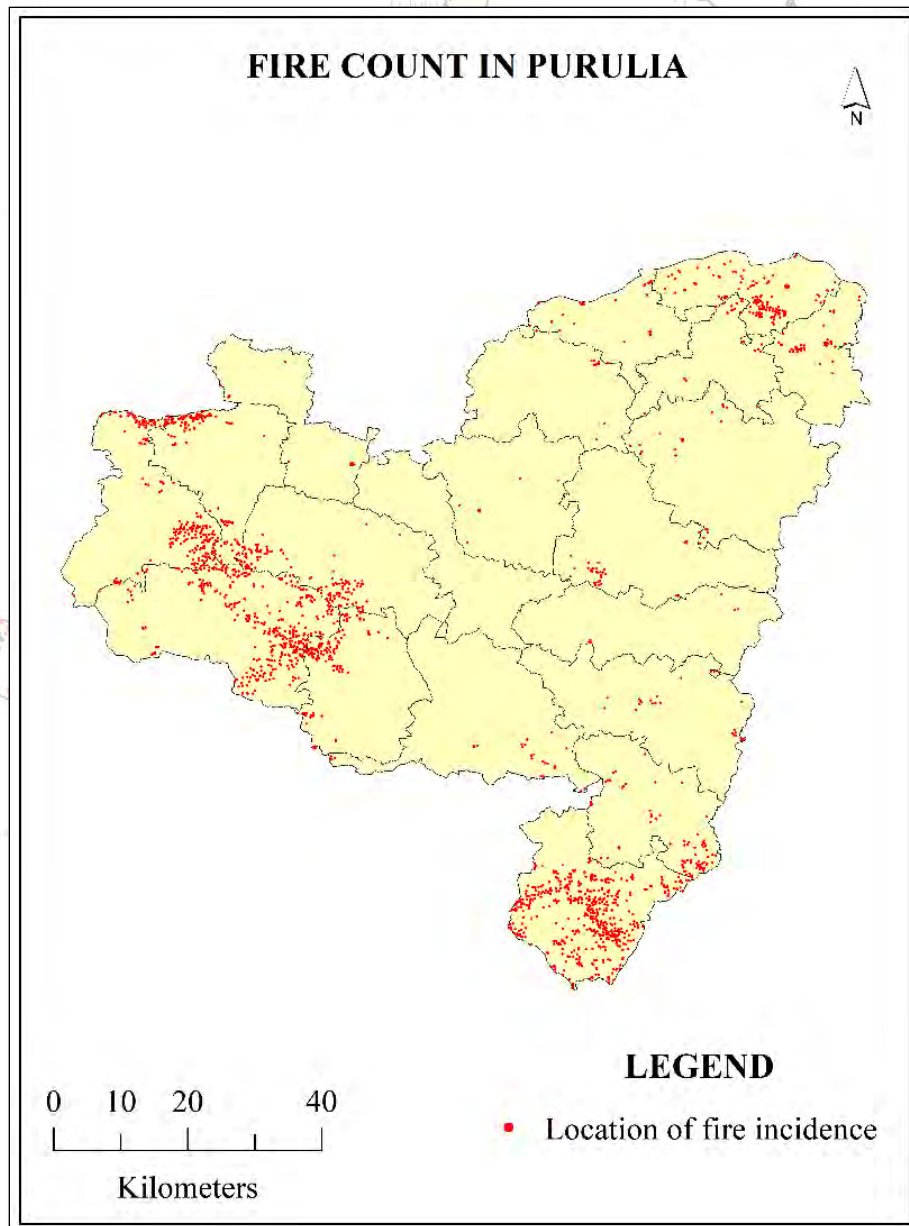 FIRE COUNT IN PURULIA
N
LEGEND
0 10 20 40
Location of fire incidence
Kilometers